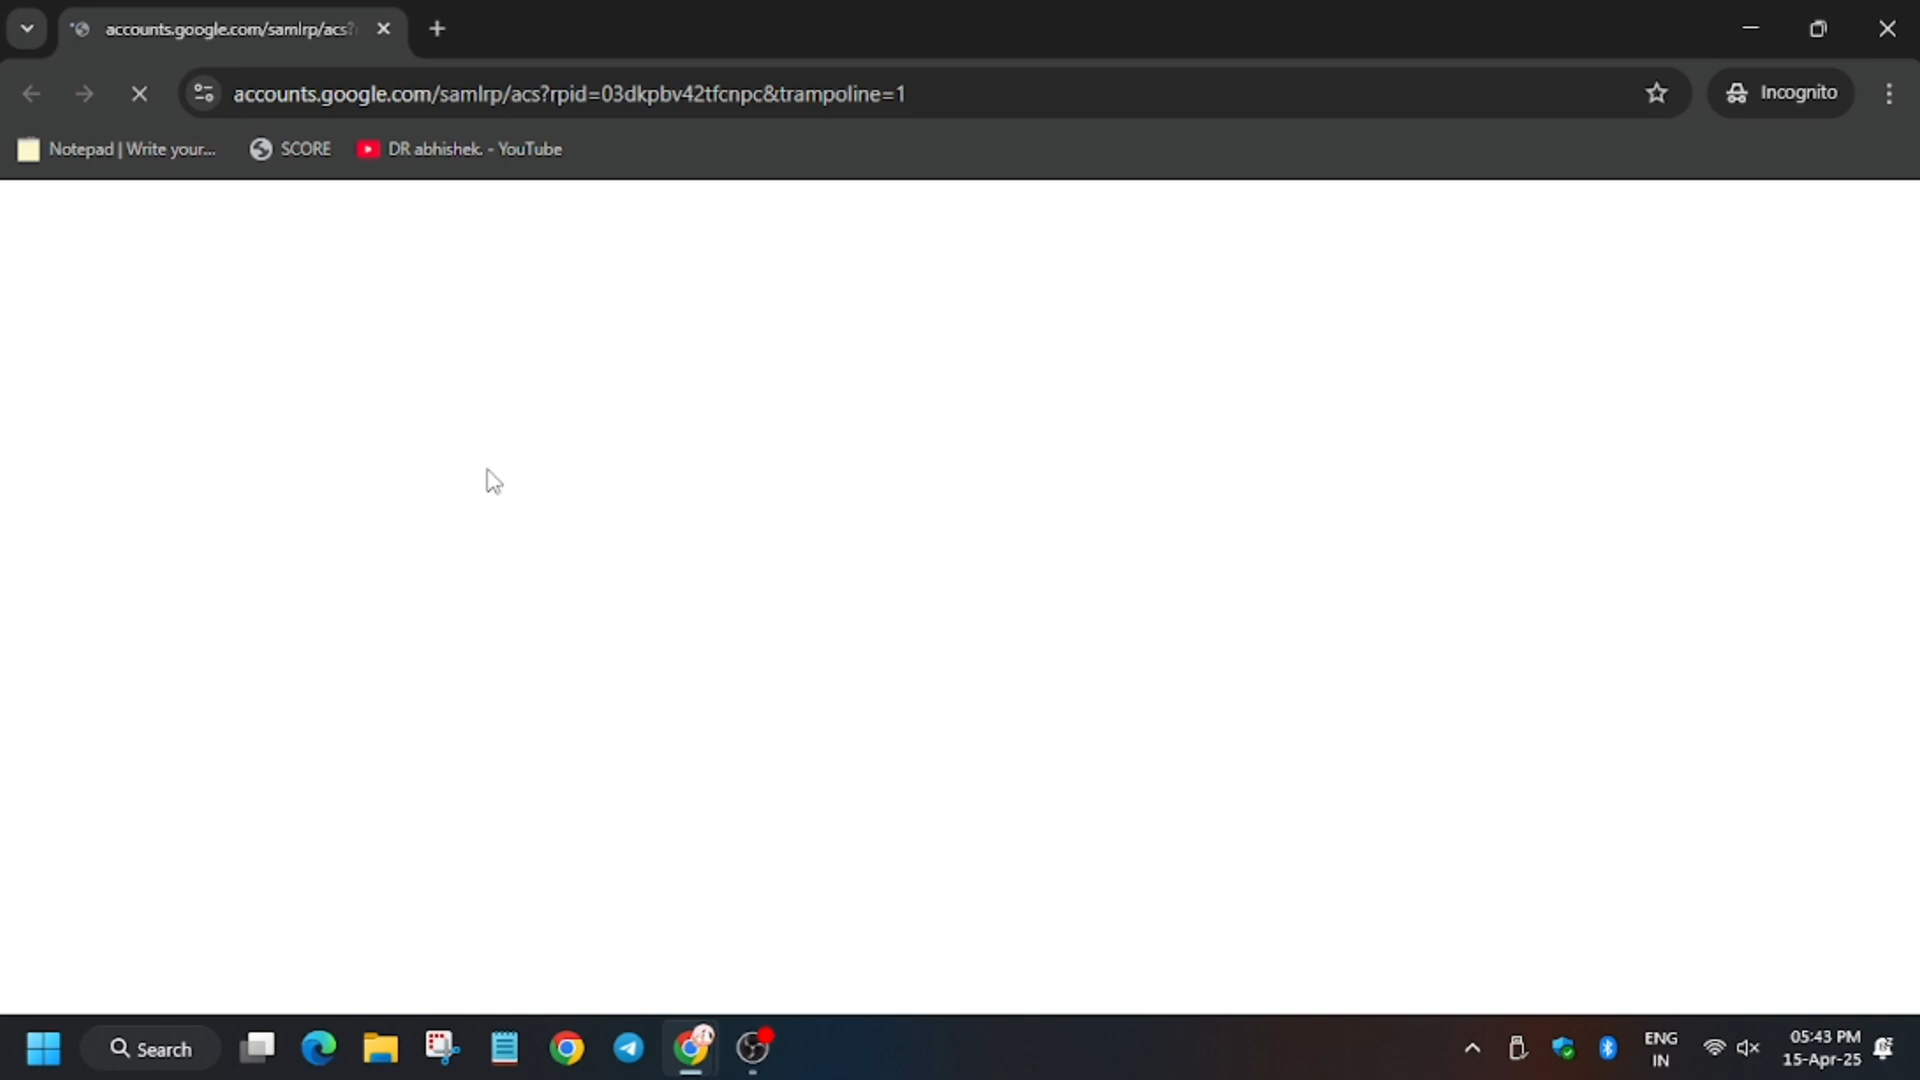 accounts.google.com/samlrp/acs?
accounts.google.com/samlrp/acs?rpid=03dkpbv42tfcnpc&trampoline=1
Incognito
Notepad | Write your...
SCORE
DR abhishek. - YouTube
Search
ENG
IN
05:43 PM
15-Apr-25